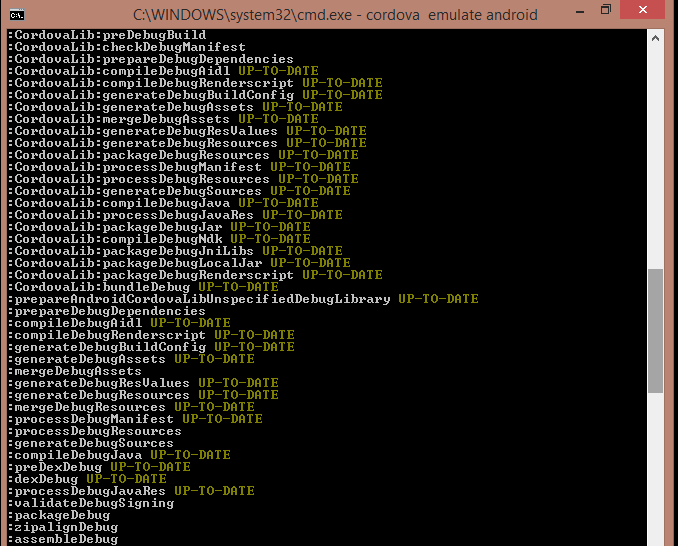 C:\WINDOWS\system32\cmd.exe - cordova  emulate android
:CordovaLib:preDebugBuild
:CordovaLib:checkDebugManifest
:CordovaLib:prepareDebugDependencies
:CordovaLib:compileDebugAidl UP-TO-DATE
:CordovaLib:compileDebugRenderscript UP-TO-DATE
:CordovaLib:generateDebugBuildConfig UP-TO-DATE
:CordovaLib:generateDebugAssets UP-TO-DATE
:CordovaLib:mergeDebugAssets UP-TO-DATE
:CordovaLib:generateDebugResValues UP-TO-DATE
:CordovaLib:generateDebugResources UP-TO-DATE
:CordovaLib:packageDebugResources UP-TO-DATE
:CordovaLib:processDebugManifest UP-TO-DATE
:CordovaLib:processDebugResources UP-TO-DATE
:CordovaLib:generateDebugSources UP-TO-DATE
:CordovaLib:compileDebugJava UP-TO-DATE
:CordovaLib:processDebugJavaRes UP-TO-DATE
:CordovaLib:packageDebugJar UP-TO-DATE
:CordovaLib:compileDebugNdk UP-TO-DATE
:CordovaLib:packageDebugJniLibs UP-TO-DATE
:CordovaLib:packageDebugLocalJar UP-TO-DATE
:CordovaLib:packageDebugRenderscript UP-TO-DATE
:CordovaLib:bundleDebug UP-TO-DATE
:prepareAndroidCordovaLibUnspecifiedDebugLibrary UP-TO-DATE
:prepareDebugDependencies
:compileDebugAidl UP-TO-DATE
:compileDebugRenderscript UP-TO-DATE
:generateDebugBuildConfig UP-TO-DATE
:generateDebugAssets UP-TO-DATE
:mergeDebugAssets
:generateDebugResValues UP-TO-DATE
:generateDebugResources UP-TO-DATE
:mergeDebugResources UP-TO-DATE
:processDebugManifest UP-TO-DATE
:processDebugResources
:generateDebugSources
:compileDebugJava UP-TO-DATE
:preDexDebug UP-TO-DATE
:dexDebug UP-TO-DATE
:processDebugJavaRes UP-TO-DATE
:validateDebugSigning
:packageDebug
:zipalignDebug
:assembleDebug